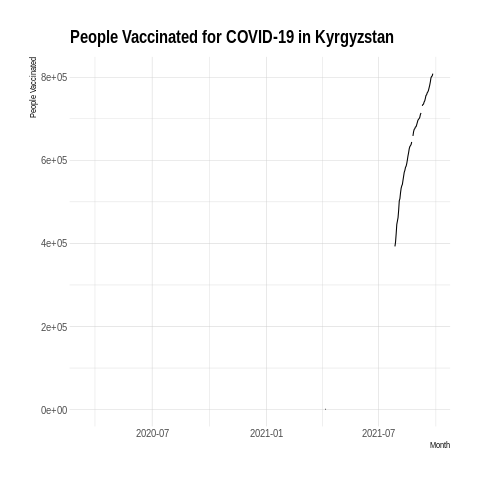 People Vaccinated for COVID-19 in Kyrgyzstan
People Vaccinated
8e+05
6e+05
4e+05
2e+05
0e+00
2020-07 2021-01 2021-07
Month